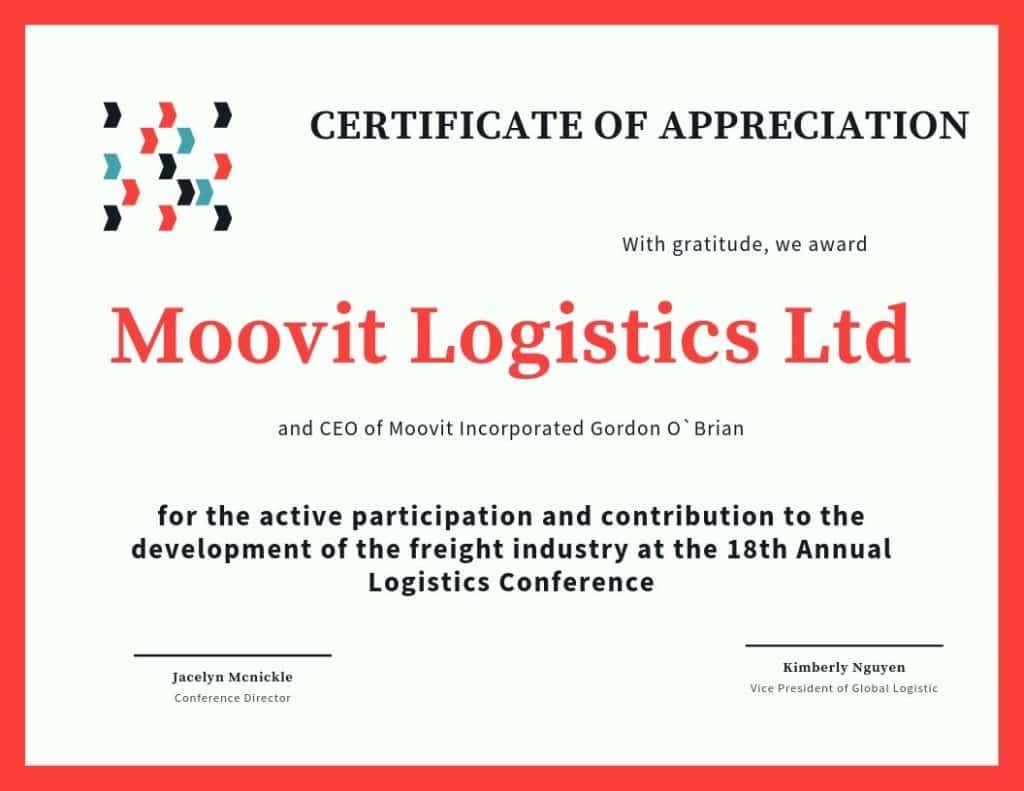 CERTIFICATE OF APPRECIATION
With gratitude, we award
Moovit Logistics Ltd
and CEO of Moovit Incorporated Gordon O`Brian
for the active participation and contribution to the
development of the freight industry at the 18th Annual
Logistics Conference
Jacelyn Mcnickle
Conference Director
Kimberly Nguyen
Vice President of Global Logistic